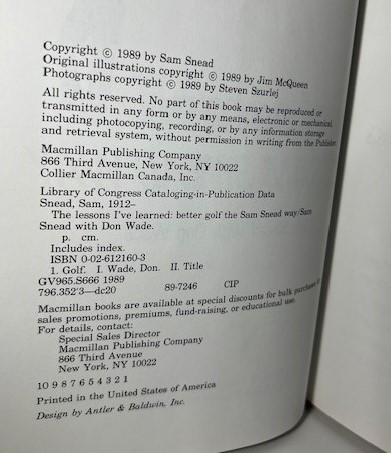 Copyright © 1989 by Sam Snead
Original illustrations copyright © 1989 by Jim McQueen
Photographs copyright © 1989 by Steven Szurlej
All rights reserved. No part of this book may be reproduced or
transmitted in any form or by any means, electronic or mechanical
including photocopying, recording, or by any information storage
and retrieval system, without permission in writing from the Publisher
Macmillan Publishing Company
866 Third Avenue, New York, NY 10022
Collier Macmillan Canada, Inc.
Library of Congress Cataloging-in-Publication Data
Snead, Sam, 1912–
The lessons I've learned: better golf the Sam Snead way/Sam
Snead with Don Wade.
p. cm.
Includes index.
ISBN 0-02-612160-3
1. Golf. I. Wade, Don. II. Title
GV965.S666 1989
796.352'3—dc20 89-7246 CIP
Macmillan books are available at special discounts for bulk purchases
sales promotions, premiums, fund-raising, or educational use.
For details, contact:
Special Sales Director
Macmillan Publishing Company
866 Third Avenue
New York, NY 10022
10 9 8 7 6 5 4 3 2 1
Printed in the United States of America
Design by Antler & Baldwin, Inc.